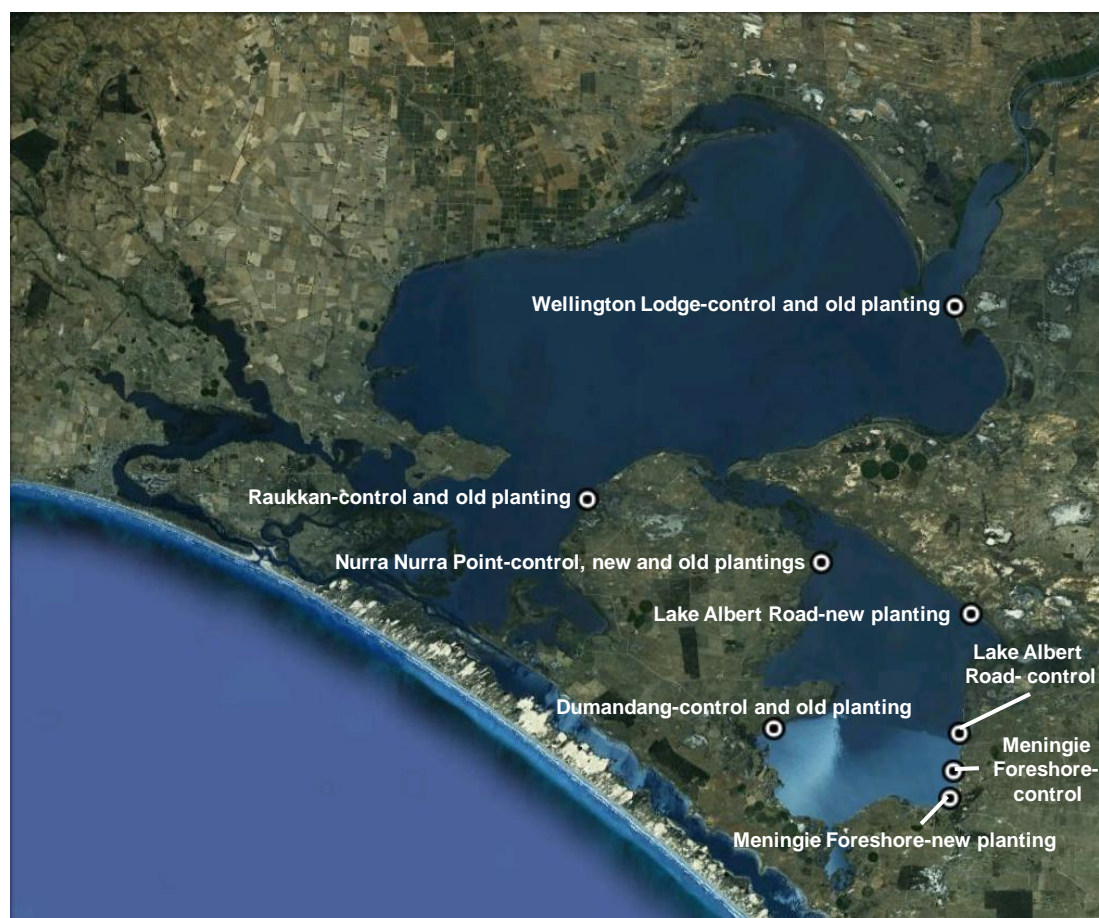 Wellington Lodge-control and old planting
Raukkan-control and old planting
Nurra Nurra Point-control, new and old plantings
Lake Albert Road-new planting
Lake Albert
Road- control
Dumandang-control and old planting
Meningie
Foreshore-
control
Meningie Foreshore-new planting